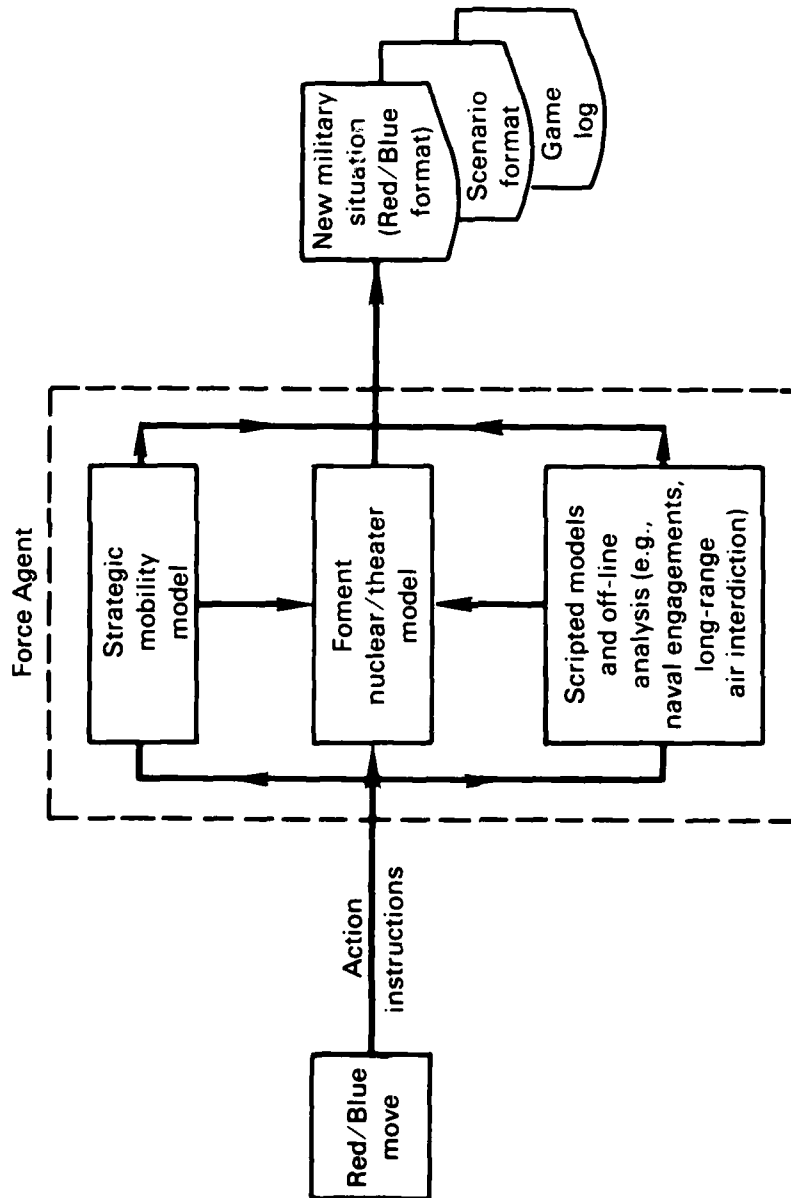 Force Agent
Red/Blue
move
Action
instructions
Strategic
mobility
model
Foment
nuclear/theater
model
Scripted models
and off-line
analysis (e.g.,
naval engagements,
long-range
air interdiction)
New military
situation
(Red/Blue
format)
Scenario
format
Game
log